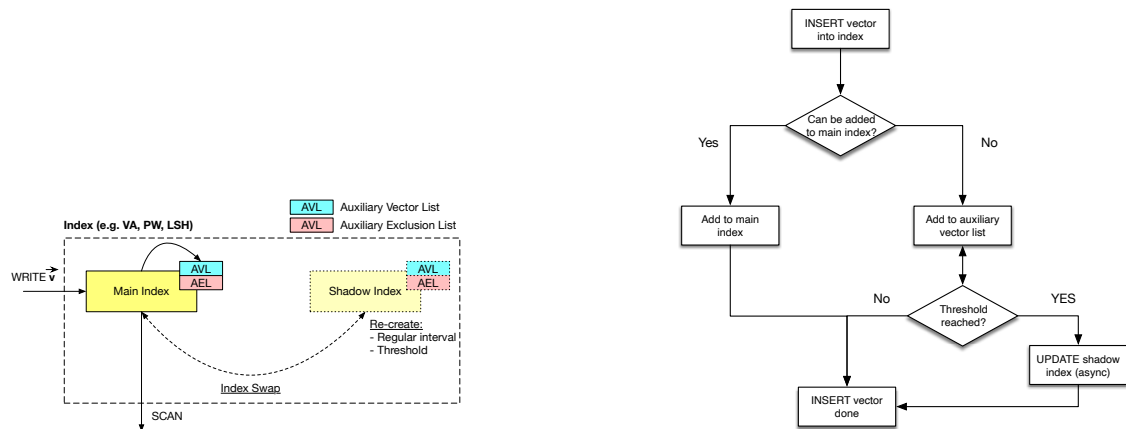 AVL Auxiliary Vector List
AVL Auxiliary Exclusion List
Index (e.g. VA, PW, LSH)
WRITE v
AVL
AEL
Main Index
AVL
AEL
Shadow Index
Re-create:
- Regular interval
- Threshold
Index Swap
SCAN
INSERT vector
into index
Can be added
to main index?
Yes
No
Add to main
index
Add to auxiliary
vector list
No
Threshold
reached?
YES
UPDATE shadow
index (async)
INSERT vector
done